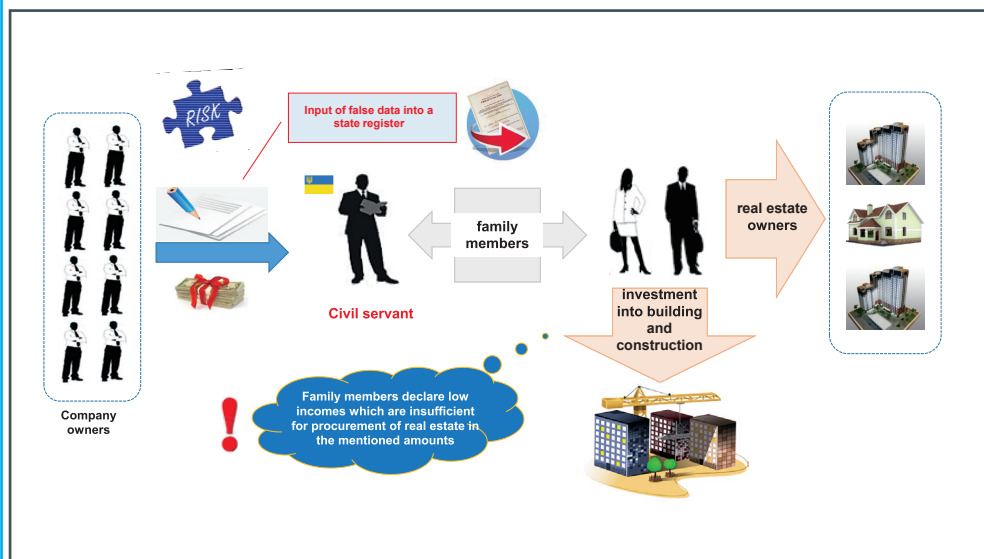 RISK
Input of false data into a
state register
family
members
real estate
owners
Civil servant
investment
into building
and
construction
Company
owners
Family members declare low
incomes which are insufficient
for procurement of real estate in
the mentioned amounts